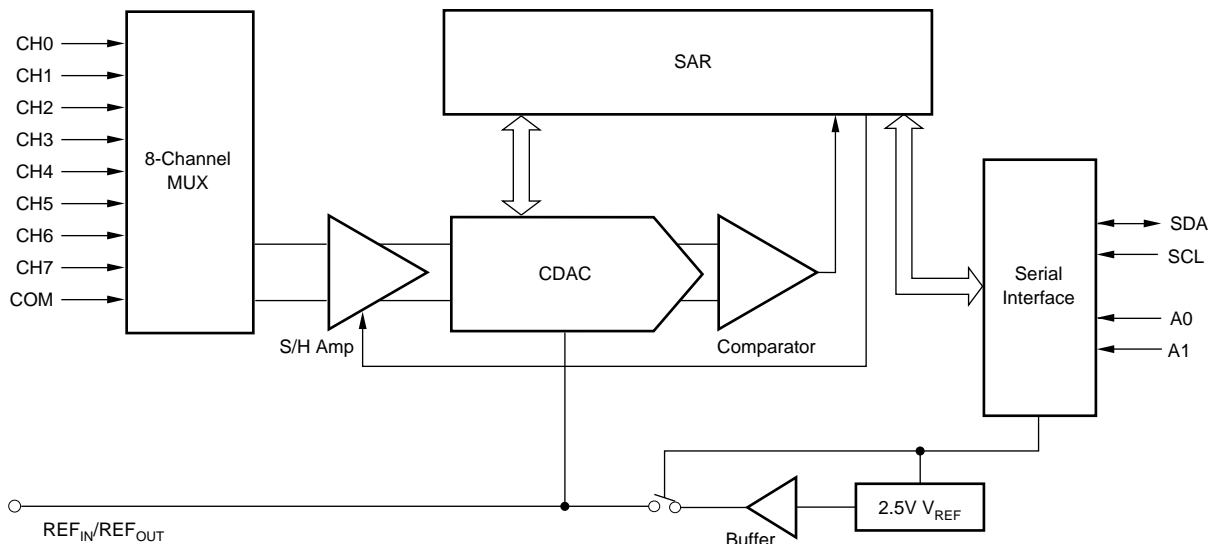 CH0
CH1
CH2
CH3
CH4
CH5
CH6
CH7
COM
8-Channel
MUX
SAR
S/H Amp
CDAC
Comparator
Serial
Interface
SDA
SCL
A0
A1
REFIN/REFOUT
Buffer
2.5V VREF